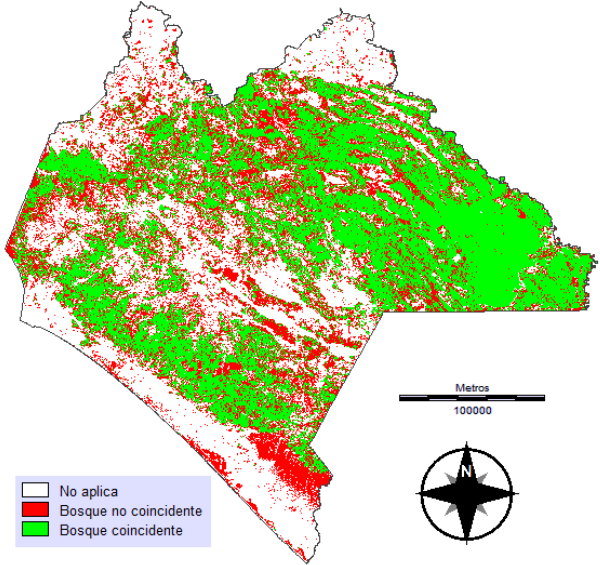 Metros
100000
N
No aplica
Bosque no coincidente
Bosque coincidente